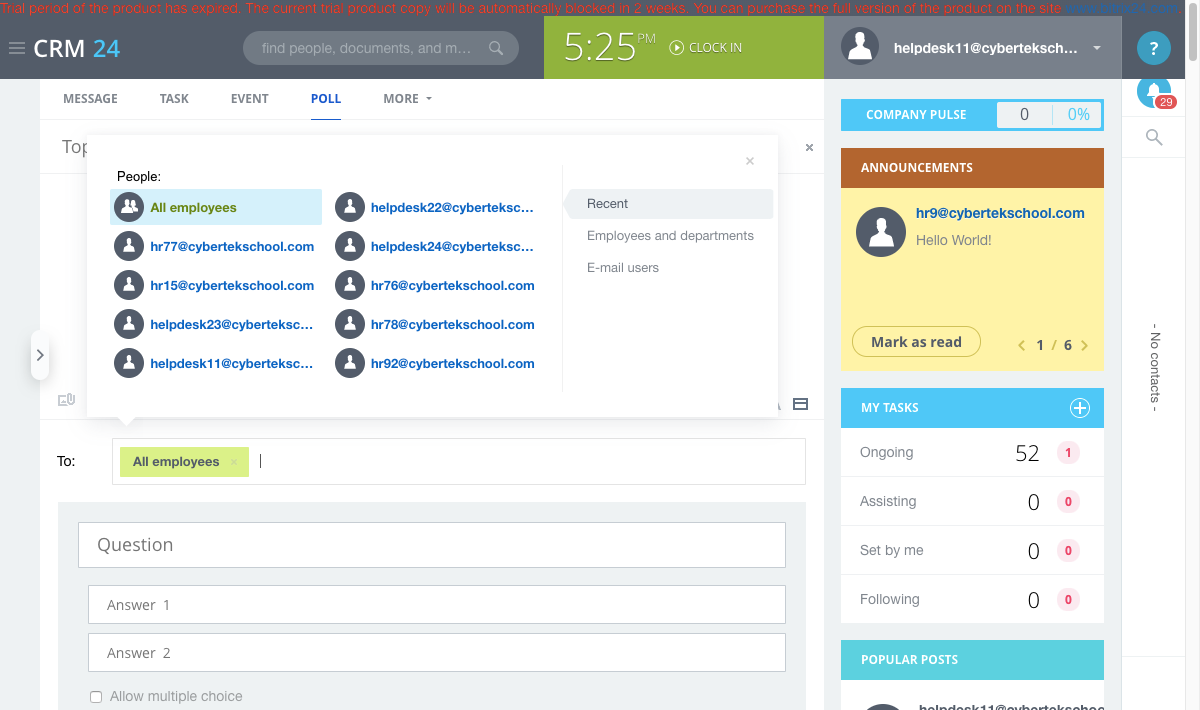 Trial period of the product has expired. The current trial product copy will be automatically blocked in 2 weeks. You can purchase the full version of the product on the site
CRM 24
find people, documents, and m...
5:25 PM
CLOCK IN
helpdesk11@cyberteksch...
?
MESSAGE
TASK
EVENT
POLL
MORE
COMPANY PULSE
0
0%
29
Top
People:
All employees
helpdesk22@cyberteksc...
hr77@cybertekschool.com
helpdesk24@cyberteksc...
hr15@cybertekschool.com
hr76@cybertekschool.com
helpdesk23@cyberteksc...
hr78@cybertekschool.com
helpdesk11@cyberteksc...
hr92@cybertekschool.com
Recent
Employees and departments
E-mail users
ANNOUNCEMENTS
hr9@cybertekschool.com
Hello World!
Mark as read
1 / 6
- No contacts -
To:
All employees
Question
Answer 1
Answer 2
Allow multiple choice
MY TASKS
Ongoing 52 1
Assisting 0 0
Set by me 0 0
Following 0 0
POPULAR POSTS